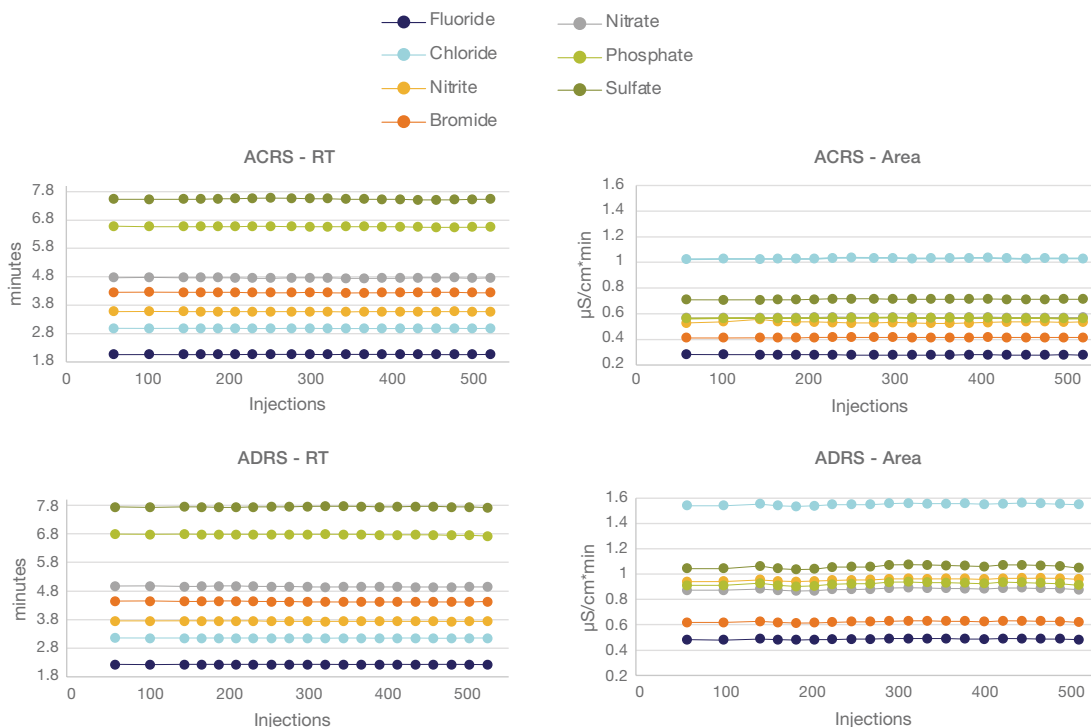 Fluoride
Chloride
Nitrite
Bromide
Nitrate
Phosphate
Sulfate
ACRS - RT
minutes
7.8
6.8
5.8
4.8
3.8
2.8
1.8
0 100 200 300 400 500
Injections
ACRS - Area
µS/cm*min
1.6
1.4
1.2
1
0.8
0.6
0.4
0.2
0 100 200 300 400 500
Injections
ADRS - RT
minutes
7.8
6.8
5.8
4.8
3.8
2.8
1.8
0 100 200 300 400 500
Injections
ADRS - Area
µS/cm*min
1.6
1.4
1.2
1
0.8
0.6
0.4
0.2
0 100 200 300 400 500
Injections